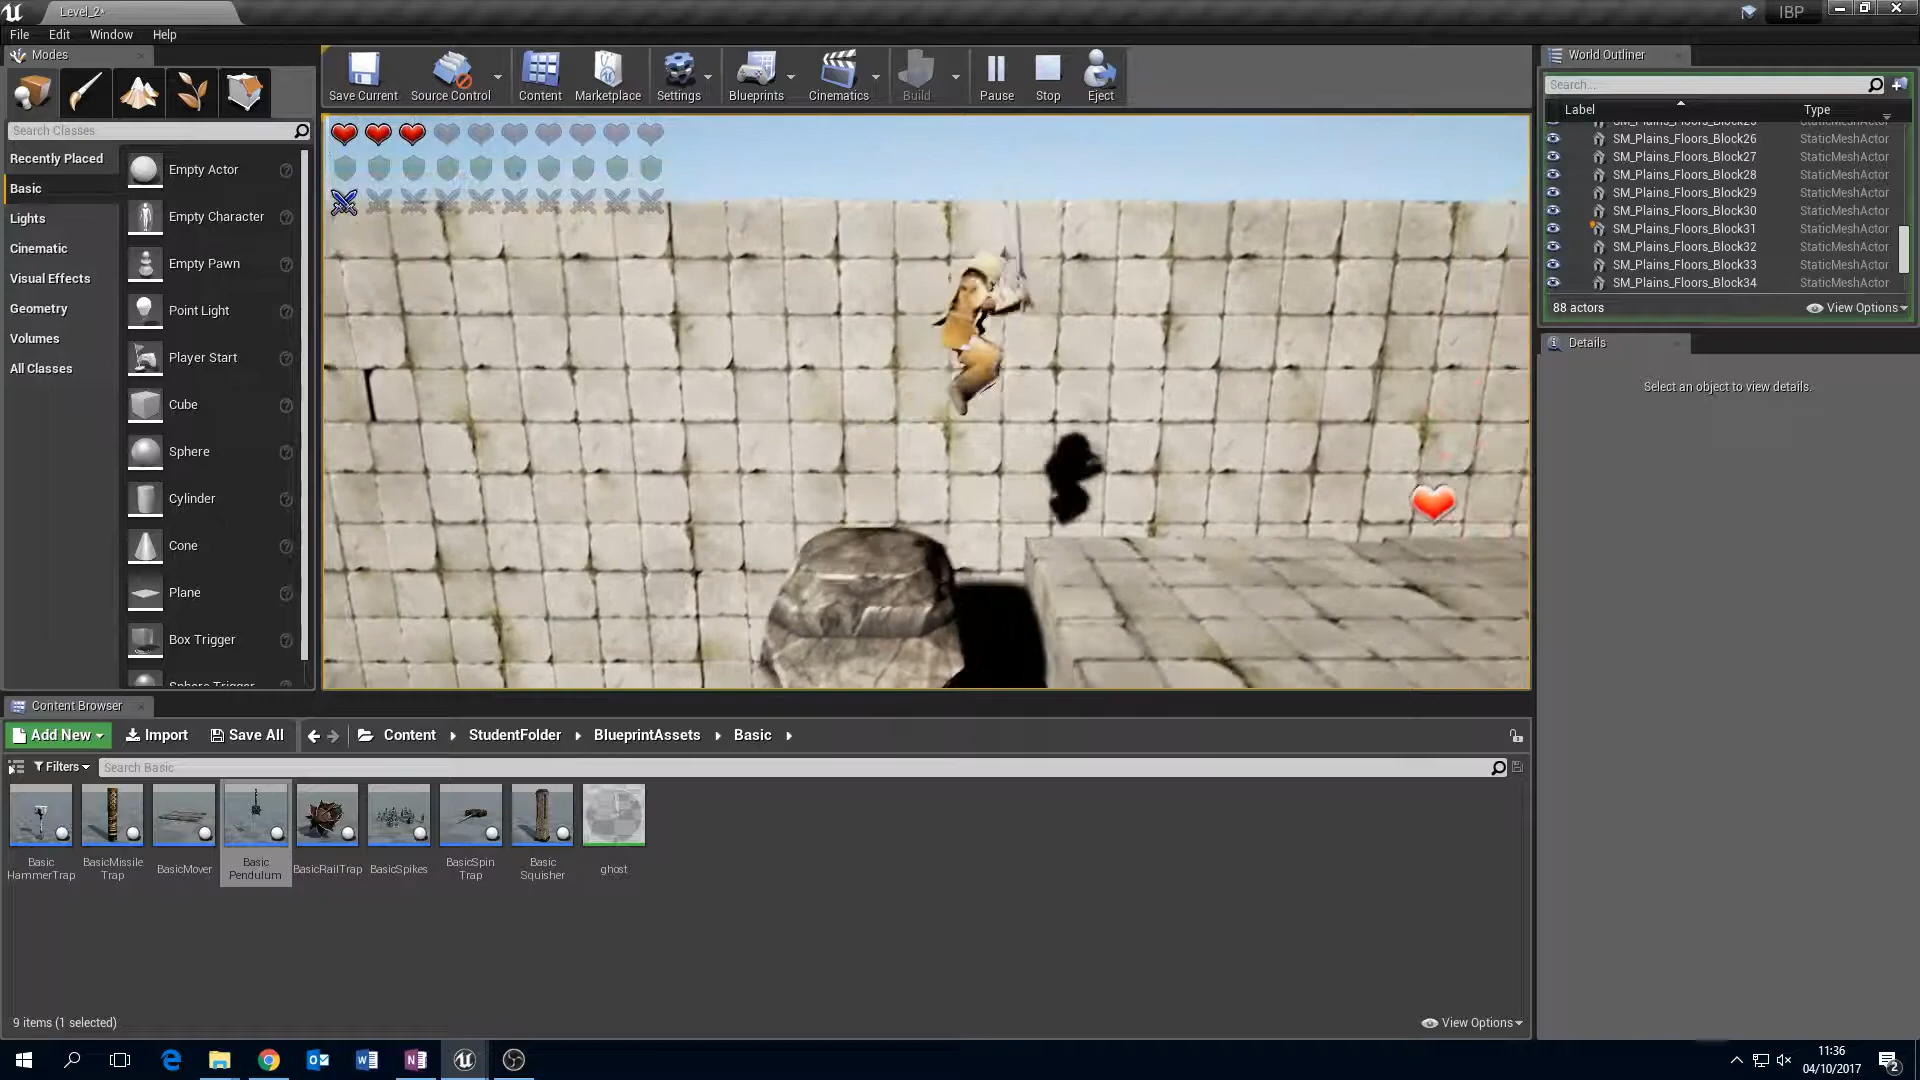 Level_2*
IBP
File Edit Window Help
Modes
Search Classes
Recently Placed
Basic
Lights
Cinematic
Visual Effects
Geometry
Volumes
All Classes
Empty Actor
Empty Character
Empty Pawn
Point Light
Player Start
Cube
Sphere
Cylinder
Cone
Plane
Box Trigger
Sphere Trigger
Save Current
Source Control
Content
Marketplace
Settings
Blueprints
Cinematics
Build
Pause
Stop
Eject
World Outliner
Search...
Label Type
SM_Plains_Floors_Block25 StaticMeshActor
SM_Plains_Floors_Block26 StaticMeshActor
SM_Plains_Floors_Block27 StaticMeshActor
SM_Plains_Floors_Block28 StaticMeshActor
SM_Plains_Floors_Block29 StaticMeshActor
SM_Plains_Floors_Block30 StaticMeshActor
SM_Plains_Floors_Block31 StaticMeshActor
SM_Plains_Floors_Block32 StaticMeshActor
SM_Plains_Floors_Block33 StaticMeshActor
SM_Plains_Floors_Block34 StaticMeshActor
88 actors View Options
Details
Select an object to view details.
Content Browser
Add New Import Save All Content StudentFolder BlueprintAssets Basic
Filters Search Basic
Basic
HammerTrap
BasicMissile
Trap
BasicMover
Basic
Pendulum
BasicRailTrap
BasicSpikes
BasicSpin
Trap
Basic
Squisher
ghost
9 items (1 selected)
View Options
11:36
04/10/2017
2